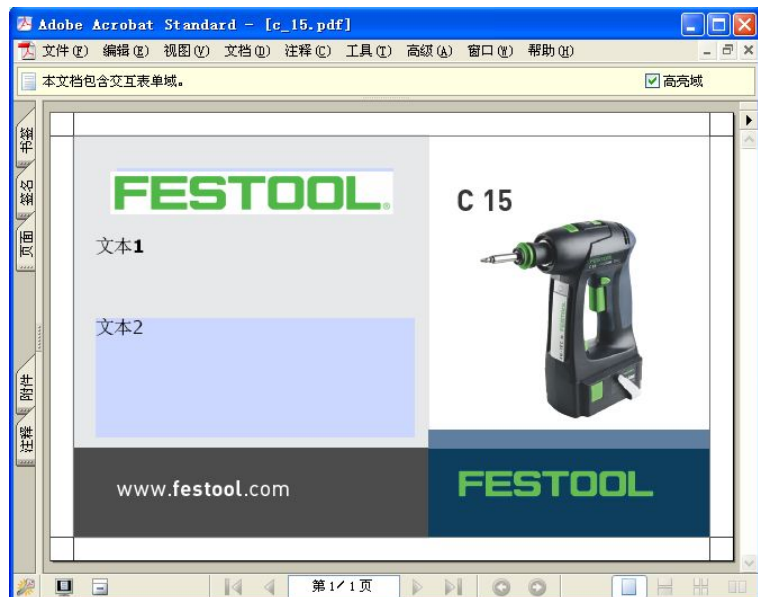 Adobe Acrobat Standard - [c_15.pdf]
文件(F) 编辑(E) 视图(V) 文档(D) 注释(C) 工具(T) 高级(A) 窗口(W) 帮助(H)
本文档包含交互表单域。
高亮域
书签
签名
页面
附件
注释
FESTOOL®
文本1
文本2
www.festool.com
C 15
FESTOOL
第 1/1 页